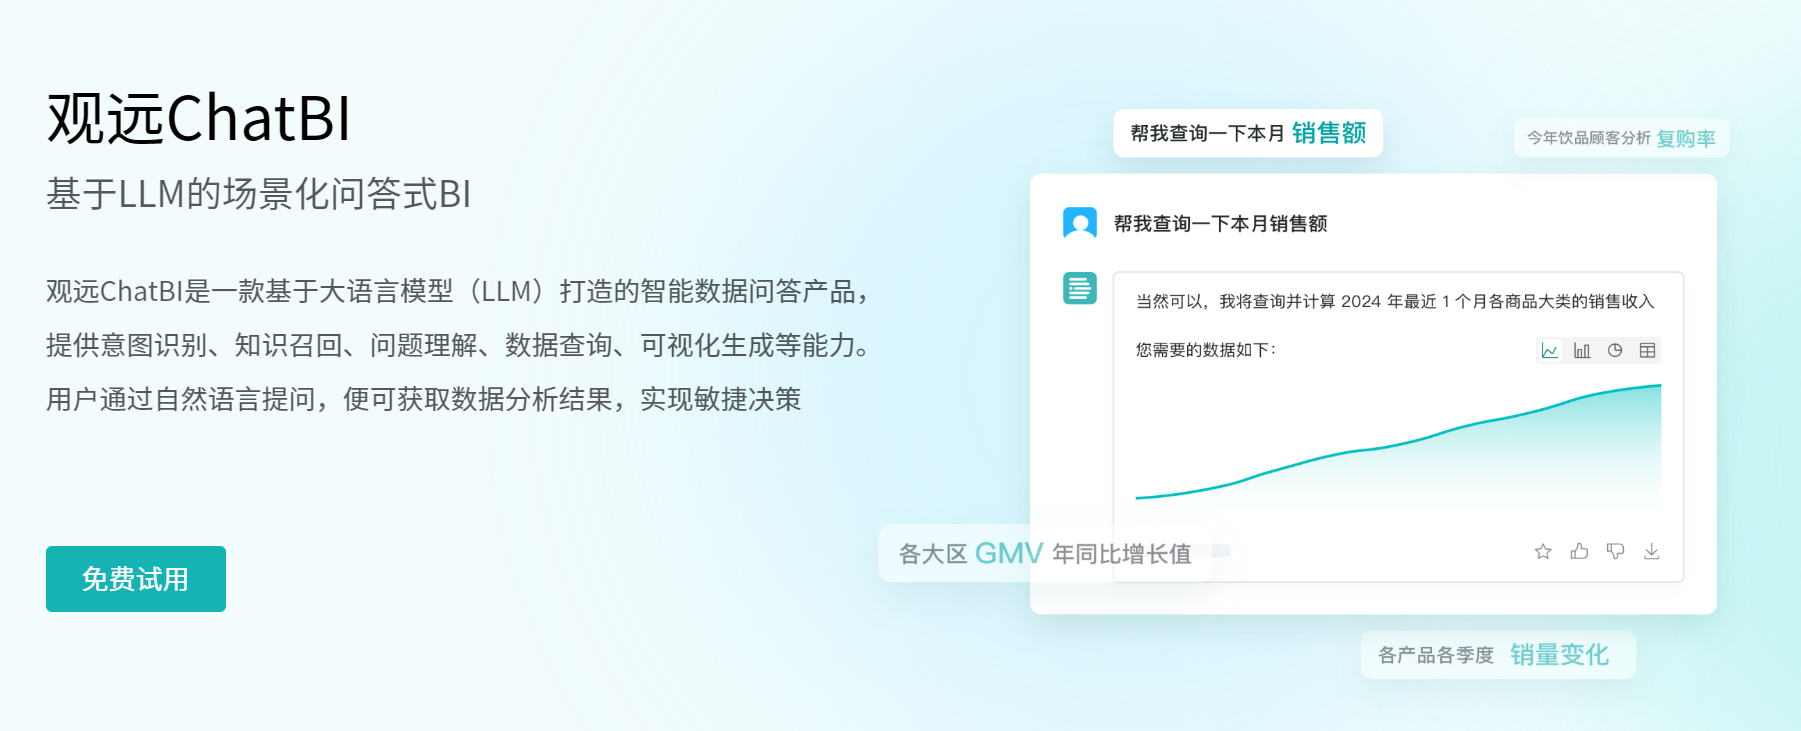 观远ChatBI
基于LLM的场景化问答式BI
观远ChatBI是一款基于大语言模型（LLM）打造的智能数据问答产品，
提供意图识别、知识召回、问题理解、数据查询、可视化生成等能力。
用户通过自然语言提问，便可获取数据分析结果，实现敏捷决策
免费试用
帮我查询一下本月 销售额
今年饮品顾客分析 复购率
帮我查询一下本月销售额
当然可以，我将查询并计算 2024 年最近 1 个月各商品大类的销售收入
您需要的数据如下：
各大区 GMV 年同比增长值
各产品各季度 销量变化